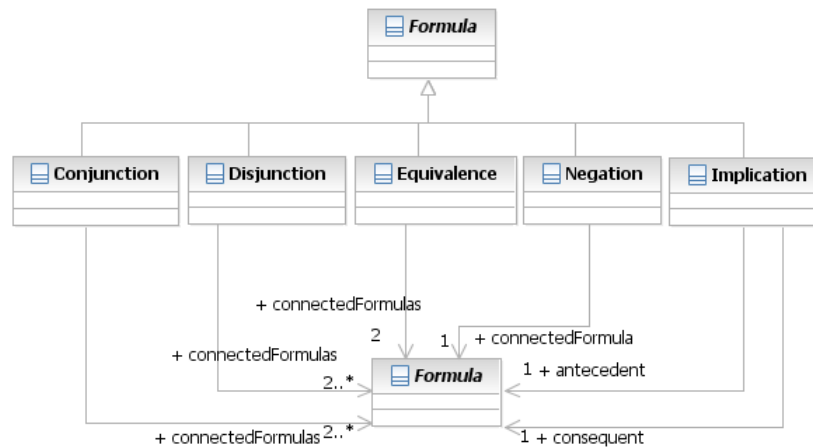 Formula
Conjunction
Disjunction
Equivalence
Negation
Implication
+ connectedFormulas
2
1
+ connectedFormula
+ connectedFormulas
2..*
Formula
1
+ antecedent
+ connectedFormulas
2..*
1
+ consequent